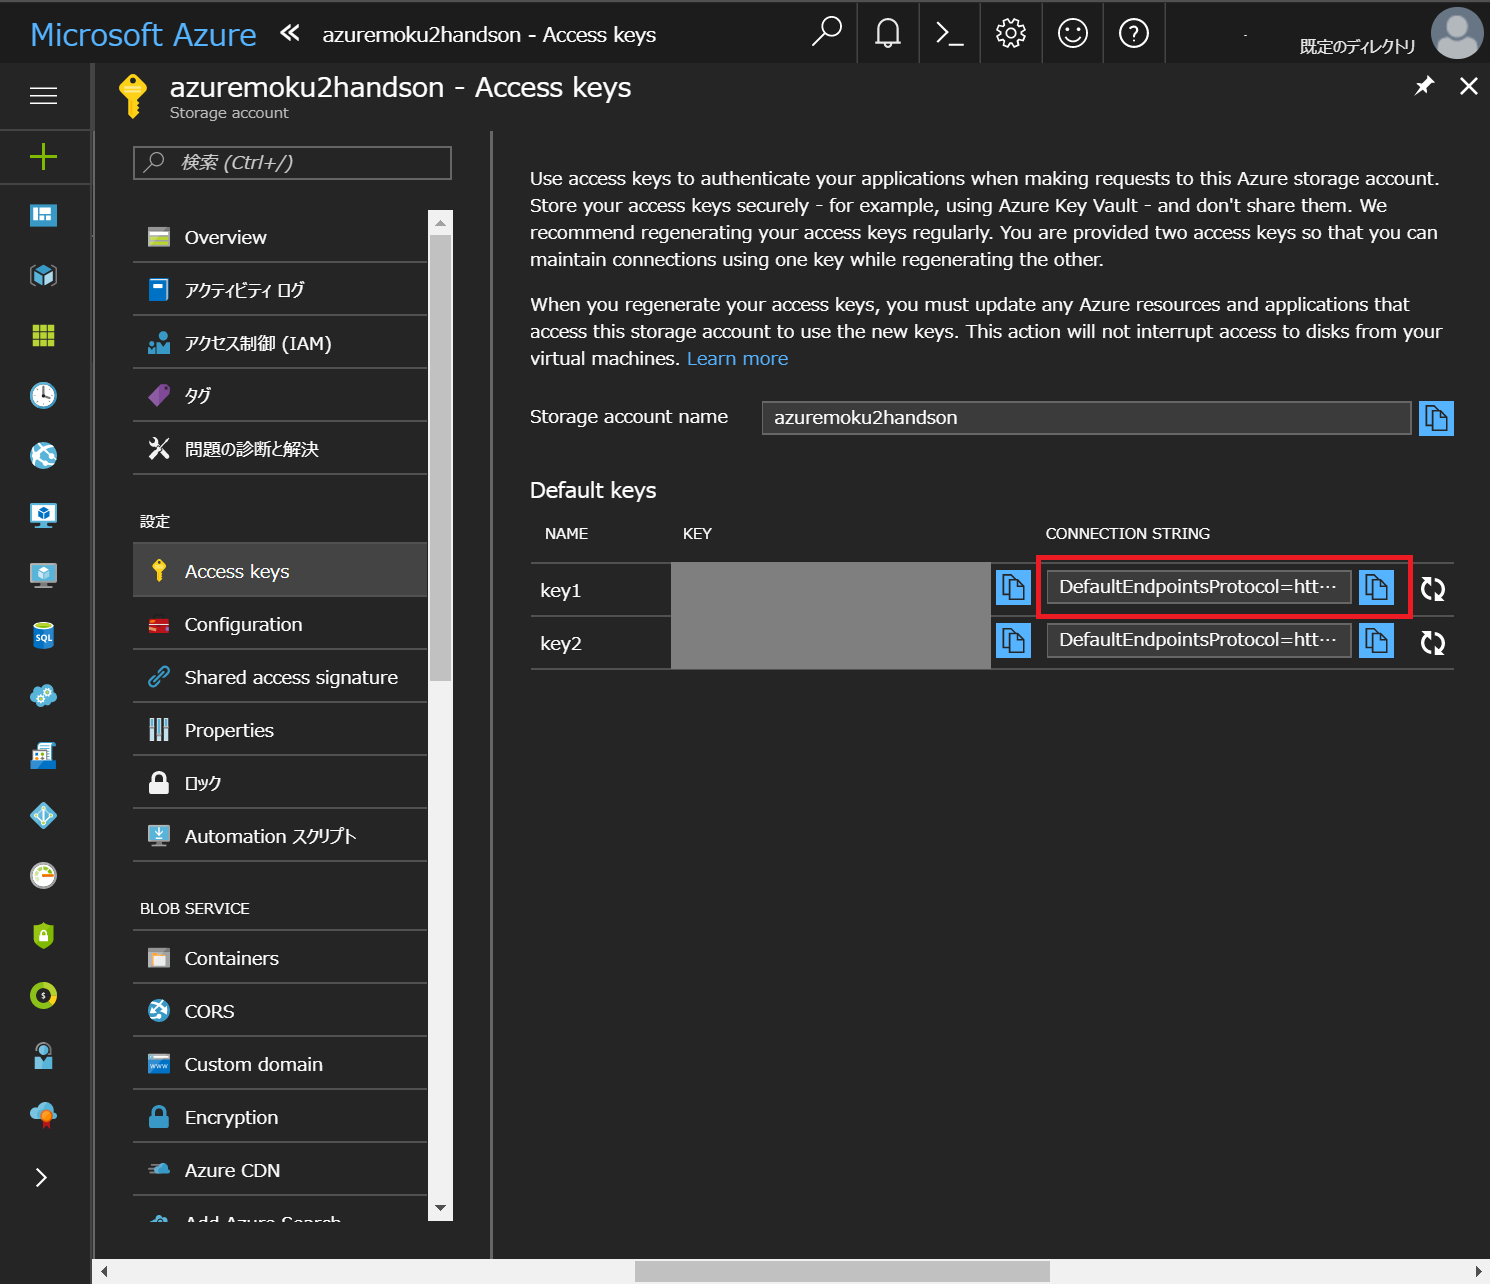 Microsoft Azure « azuremoku2handson - Access keys
既定のディレクトリ
azuremoku2handson - Access keys
Storage account
検索 (Ctrl+/)
Overview
アクティビティ ログ
アクセス制御 (IAM)
タグ
問題の診断と解決
設定
Access keys
Configuration
Shared access signature
Properties
ロック
Automation スクリプト
BLOB SERVICE
Containers
CORS
Custom domain
Encryption
Azure CDN
Add Azure Search
Use access keys to authenticate your applications when making requests to this Azure storage account.
Store your access keys securely - for example, using Azure Key Vault - and don't share them. We
recommend regenerating your access keys regularly. You are provided two access keys so that you can
maintain connections using one key while regenerating the other.
When you regenerate your access keys, you must update any Azure resources and applications that
access this storage account to use the new keys. This action will not interrupt access to disks from your
virtual machines. Learn more
Storage account name azuremoku2handson
Default keys
NAME KEY CONNECTION STRING
key1 DefaultEndpointsProtocol=htt···
key2 DefaultEndpointsProtocol=htt···
SQL
www